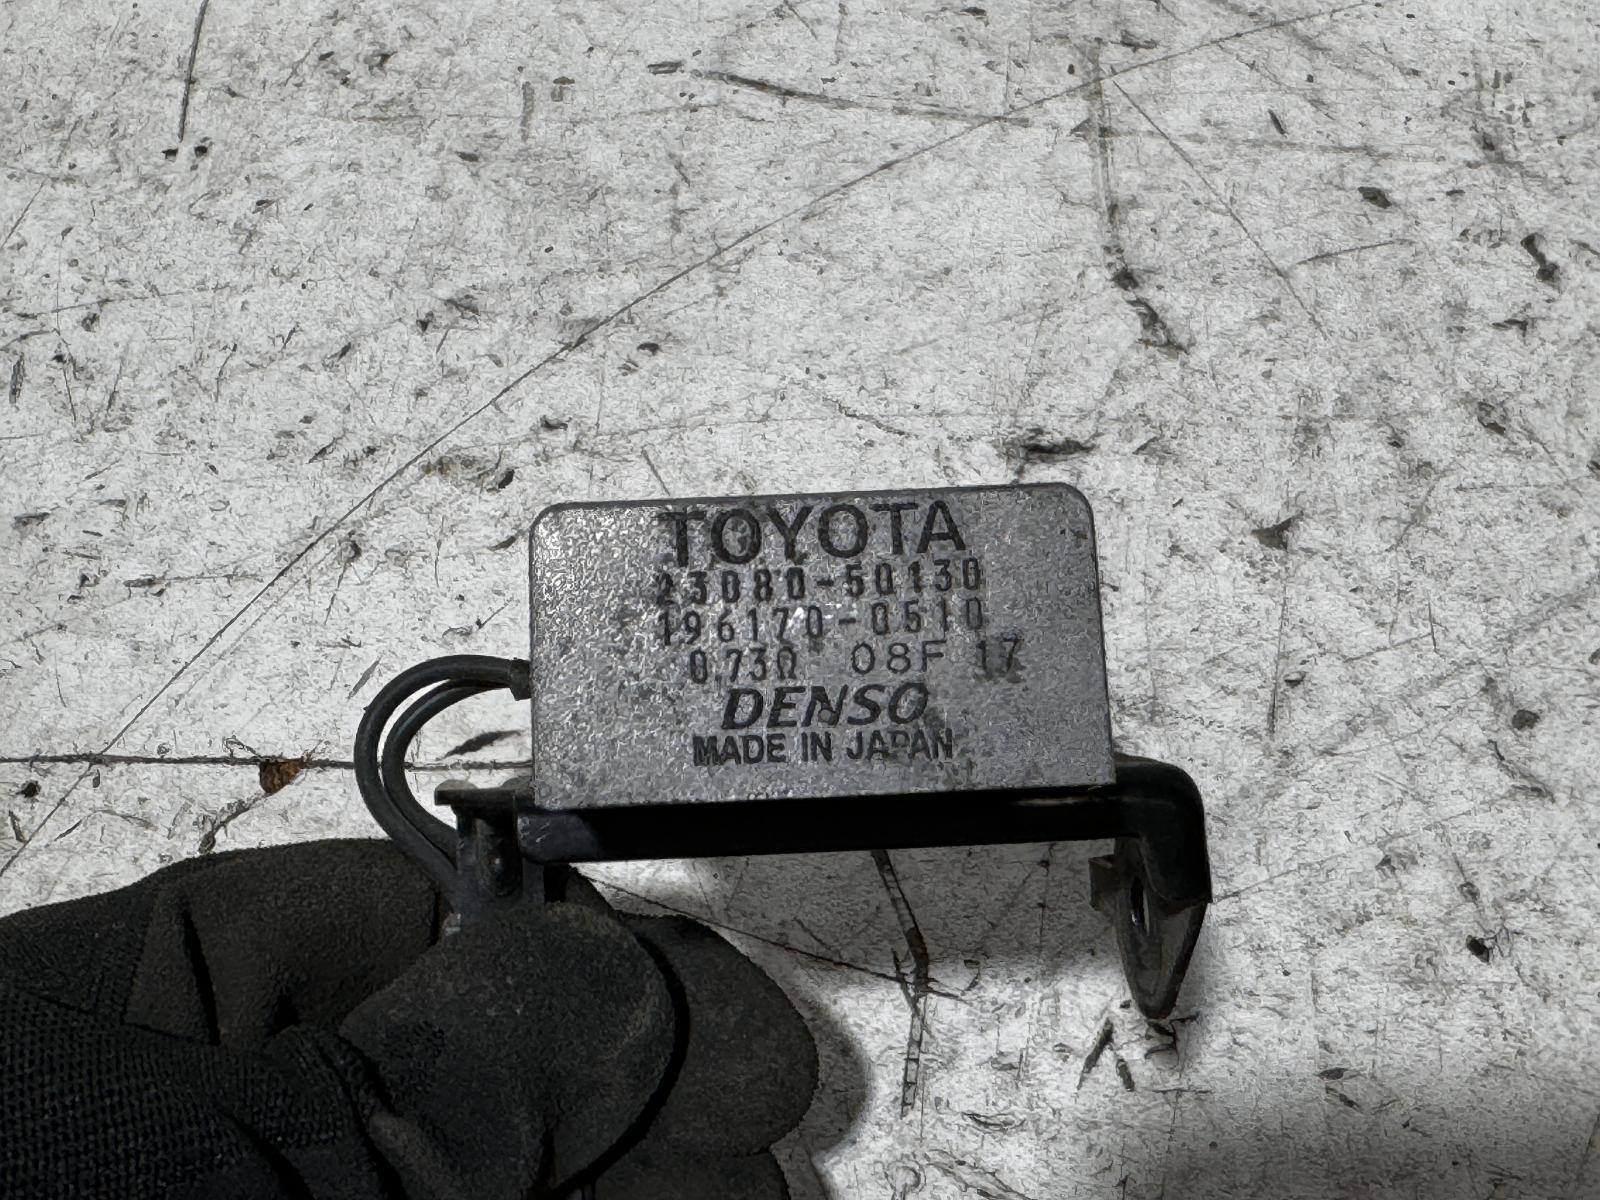 TOYOTA
23080-50130
196170-0510
0,73Ω 08F 17
DENSO
MADE IN JAPAN